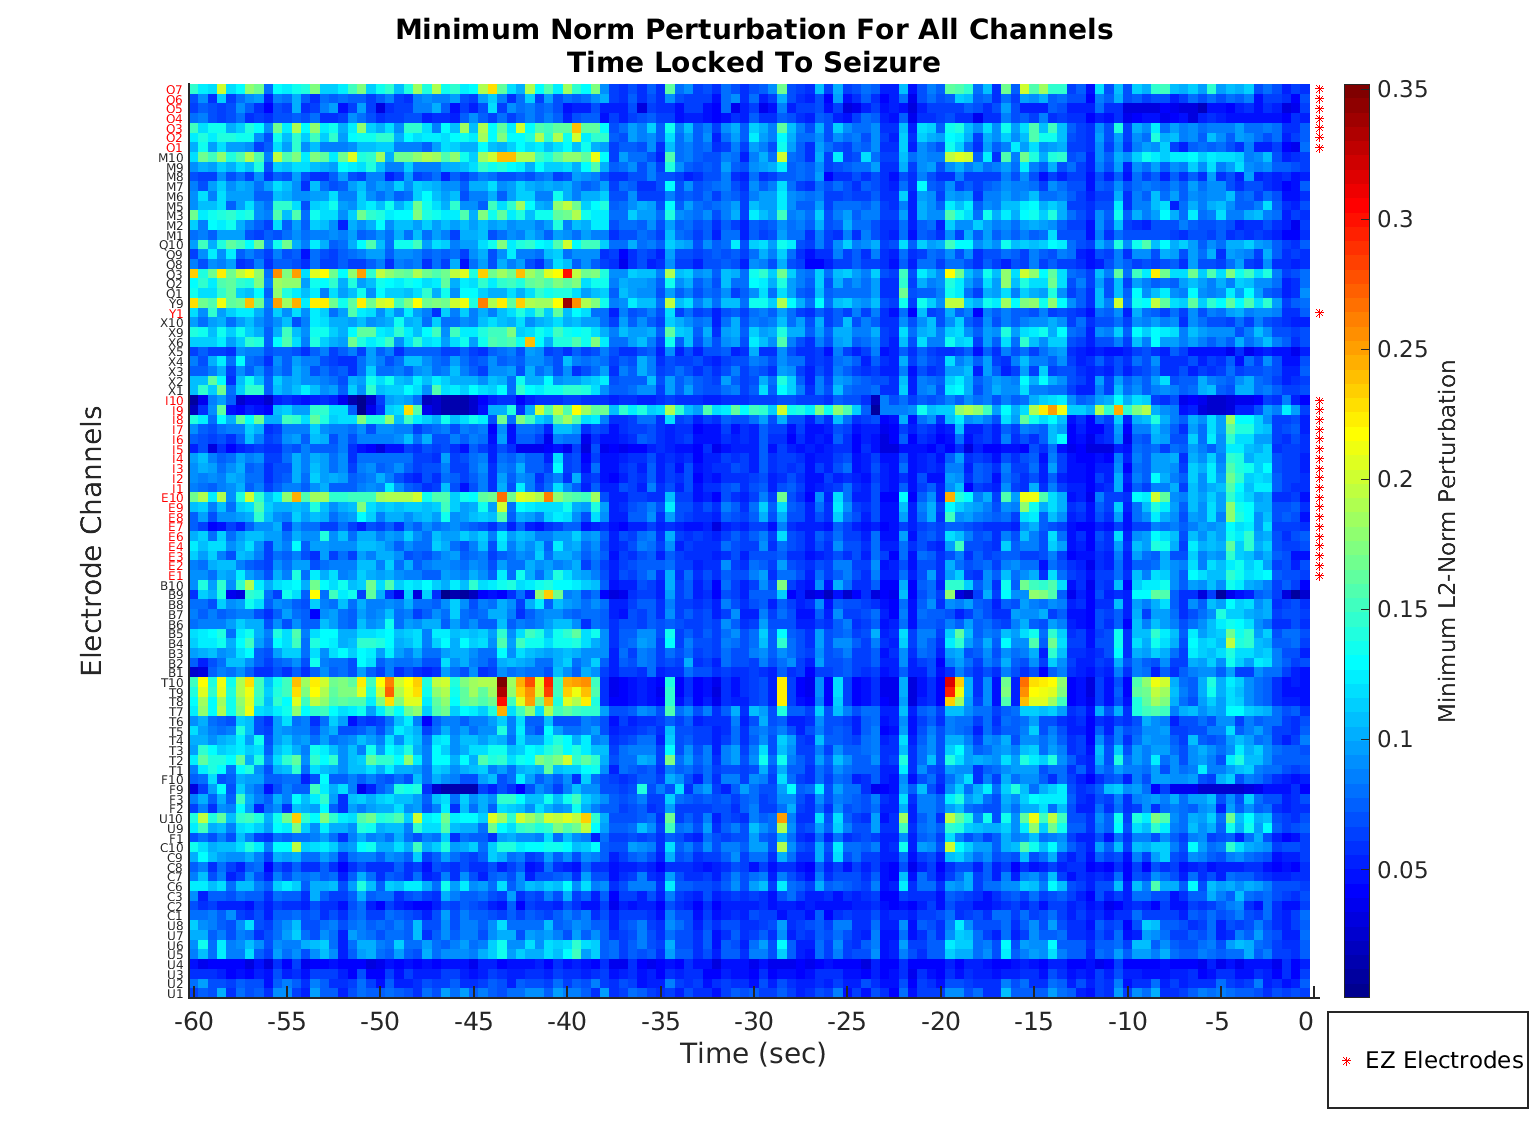 Minimum Norm Perturbation For All Channels
Time Locked To Seizure
Electrode Channels
O7
O6
O5
O4
O3
O2
O1
M10
M9
M8
M7
M6
M5
M3
M2
M1
Q10
Q9
Q8
Q3
Q2
Q1
Y9
Y1
X10
X9
X6
X5
X4
X3
X2
X1
I10
I9
I8
I7
I6
I5
I4
I3
I2
I1
E10
E9
E8
E7
E6
E4
E3
E2
E1
B10
B9
B8
B7
B6
B5
B4
B3
B2
B1
T10
T9
T8
T7
T6
T5
T4
T3
T2
T1
F10
F9
F3
F2
U10
U9
F1
C10
C9
C8
C7
C6
C3
C2
C1
U8
U7
U6
U5
U4
U3
U2
U1
-60 -55 -50 -45 -40 -35 -30 -25 -20 -15 -10 -5 0
Time (sec)
0.35
0.3
0.25
0.2
0.15
0.1
0.05
Minimum L2-Norm Perturbation
EZ Electrodes